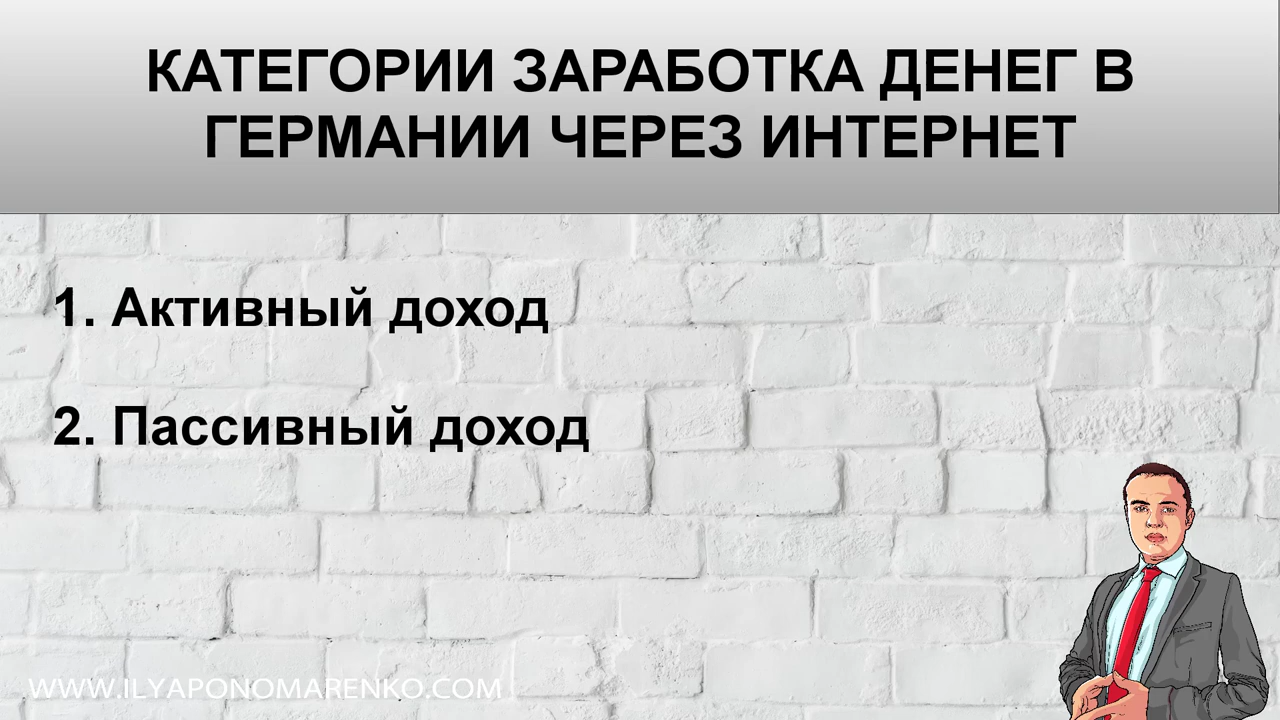 КАТЕГОРИИ ЗАРАБОТКА ДЕНЕГ В
ГЕРМАНИИ ЧЕРЕЗ ИНТЕРНЕТ
1. Активный доход
2. Пассивный доход
WWW.ILYAPONOMARENKO.COM